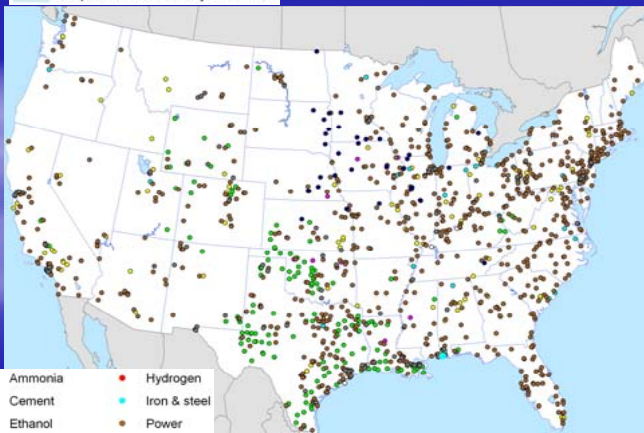 Ammonia
Hydrogen
Cement
Iron & steel
Ethanol
Power